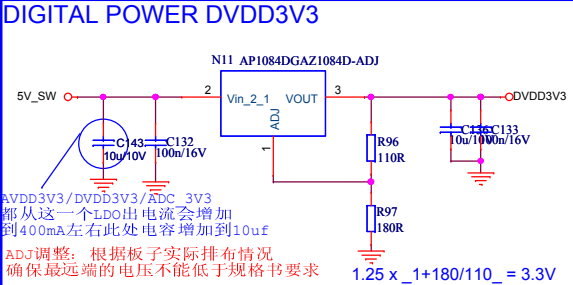 DIGITAL POWER DVDD3V3
N11 AP1084DGAZ1084D-ADJ
5V_SW
2
Vin_2_1
VOUT
3
DVDD3V3
ADJ
1
C143
10u/10V
C132
100n/16V
R96
110R
C133
10u/10V
100n/16V
R97
180R
AVDD3V3/DVDD3V3/ADC_3V3
都从这一个LDO出电流会增加
到400mA左右此处电容增加到10uf
ADJ调整：根据板子实际排布情况
确保最远端的电压不能低于规格书要求
1.25 x _1+180/110_ = 3.3V